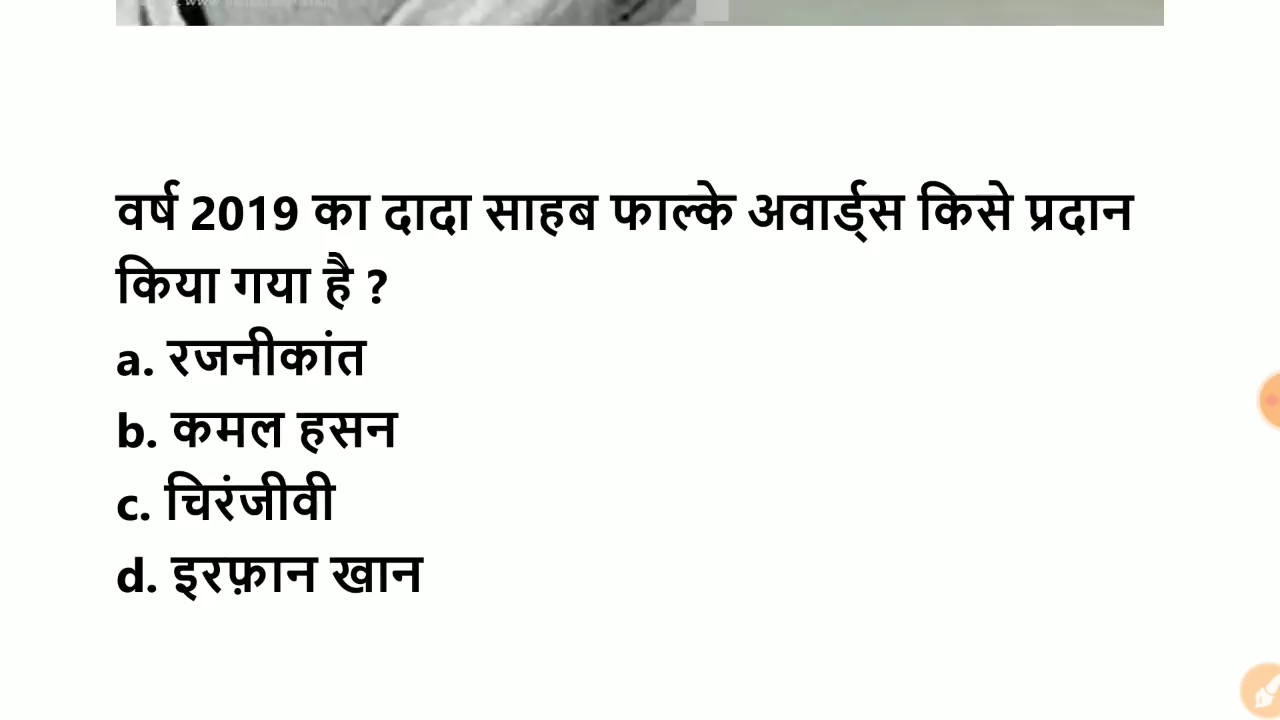 वर्ष 2019 का दादा साहब फाल्के अवार्ड्स किसे प्रदान
किया गया है ?
a. रजनीकांत
b. कमल हसन
c. चिरंजीवी
d. इरफ़ान खान